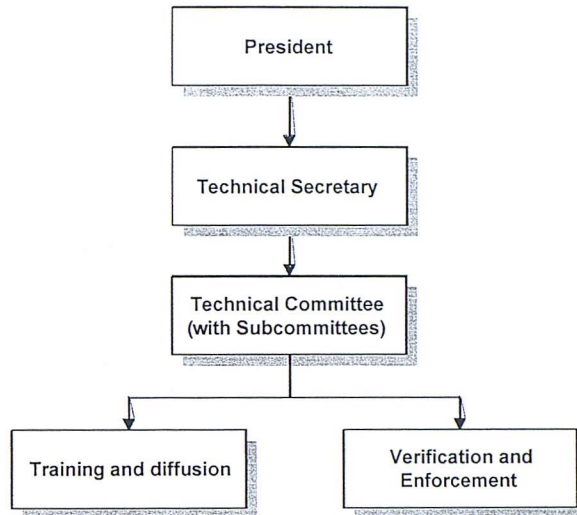 President
Technical Secretary
Technical Committee
(with Subcommittees)
Training and diffusion
Verification and
Enforcement